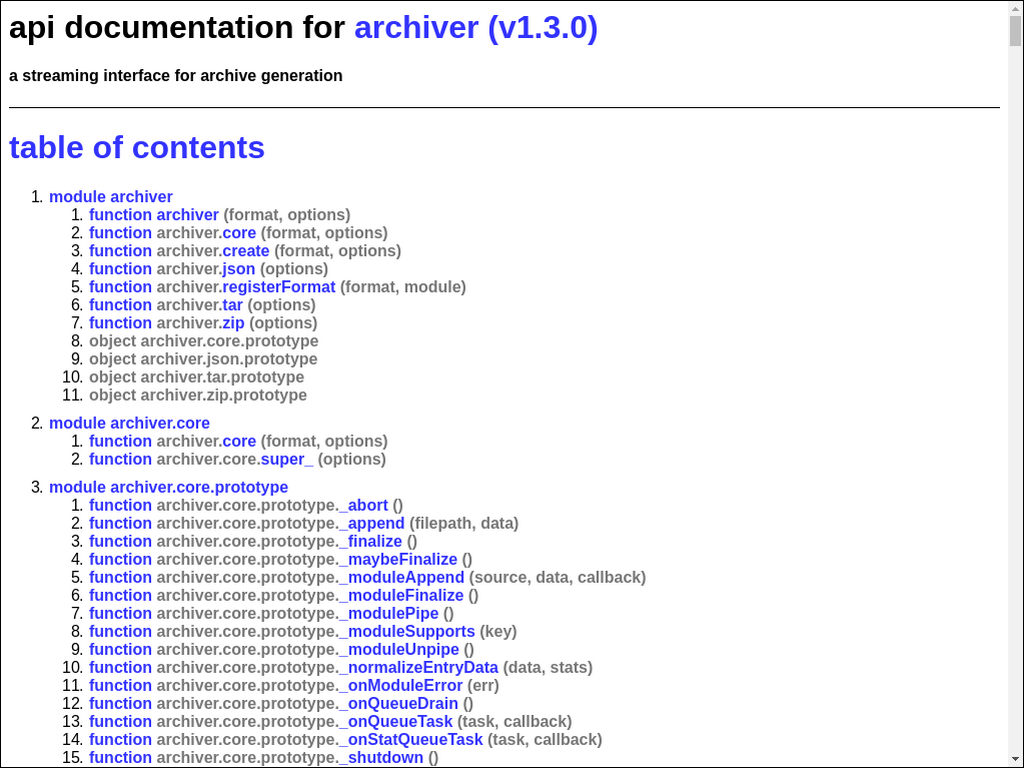 api documentation for archiver (v1.3.0)
a streaming interface for archive generation
table of contents
1. module archiver
1. function archiver (format, options)
2. function archiver.core (format, options)
3. function archiver.create (format, options)
4. function archiver.json (options)
5. function archiver.registerFormat (format, module)
6. function archiver.tar (options)
7. function archiver.zip (options)
8. object archiver.core.prototype
9. object archiver.json.prototype
10. object archiver.tar.prototype
11. object archiver.zip.prototype
2. module archiver.core
1. function archiver.core (format, options)
2. function archiver.core.super_ (options)
3. module archiver.core.prototype
1. function archiver.core.prototype._abort ()
2. function archiver.core.prototype._append (filepath, data)
3. function archiver.core.prototype._finalize ()
4. function archiver.core.prototype._maybeFinalize ()
5. function archiver.core.prototype._moduleAppend (source, data, callback)
6. function archiver.core.prototype._moduleFinalize ()
7. function archiver.core.prototype._modulePipe ()
8. function archiver.core.prototype._moduleSupports (key)
9. function archiver.core.prototype._moduleUnpipe ()
10. function archiver.core.prototype._normalizeEntryData (data, stats)
11. function archiver.core.prototype._onModuleError (err)
12. function archiver.core.prototype._onQueueDrain ()
13. function archiver.core.prototype._onQueueTask (task, callback)
14. function archiver.core.prototype._onStatQueueTask (task, callback)
15. function archiver.core.prototype._shutdown ()